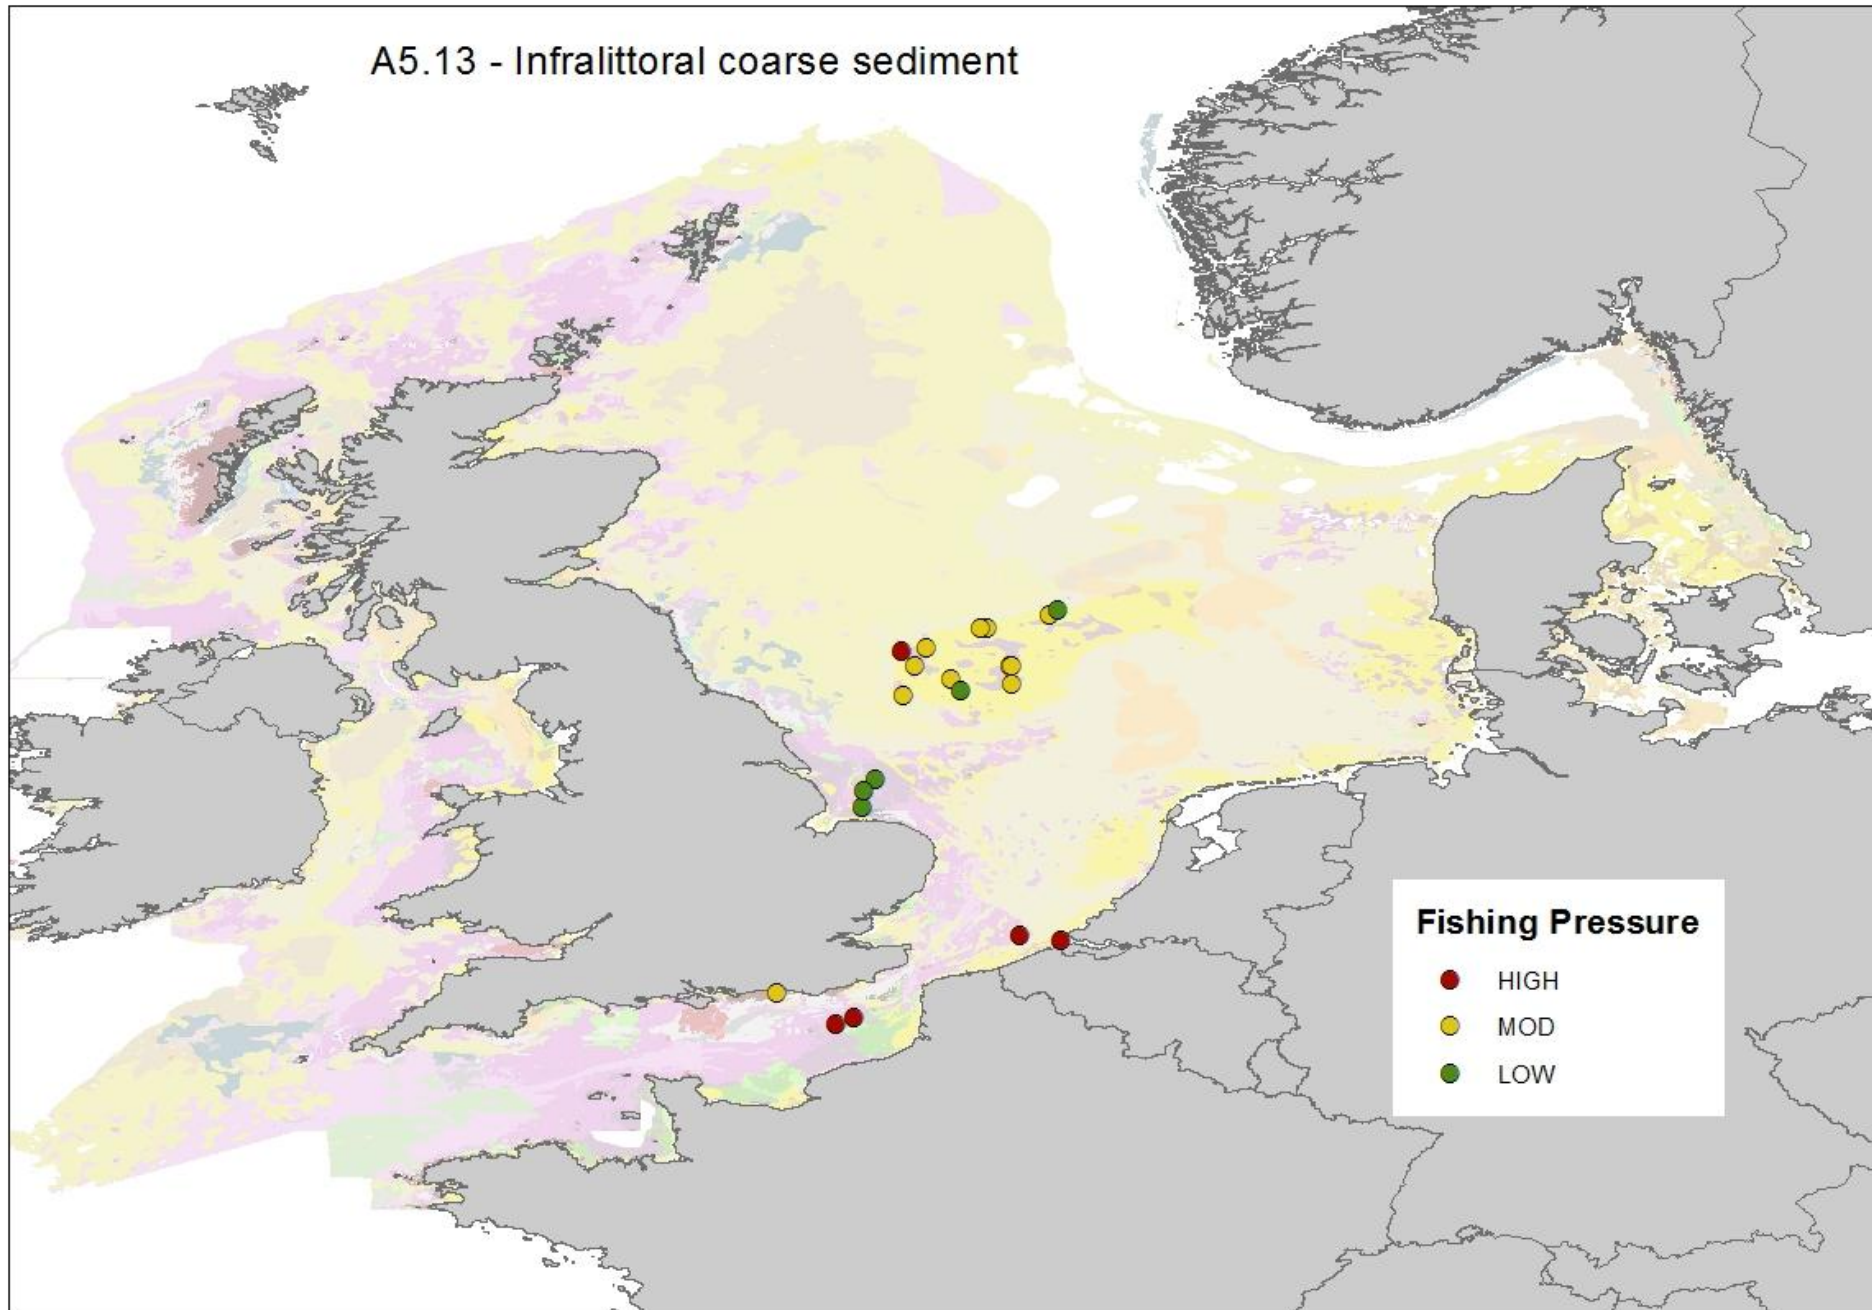 A5.13 - Infralittoral coarse sediment
Fishing Pressure
HIGH
MOD
LOW